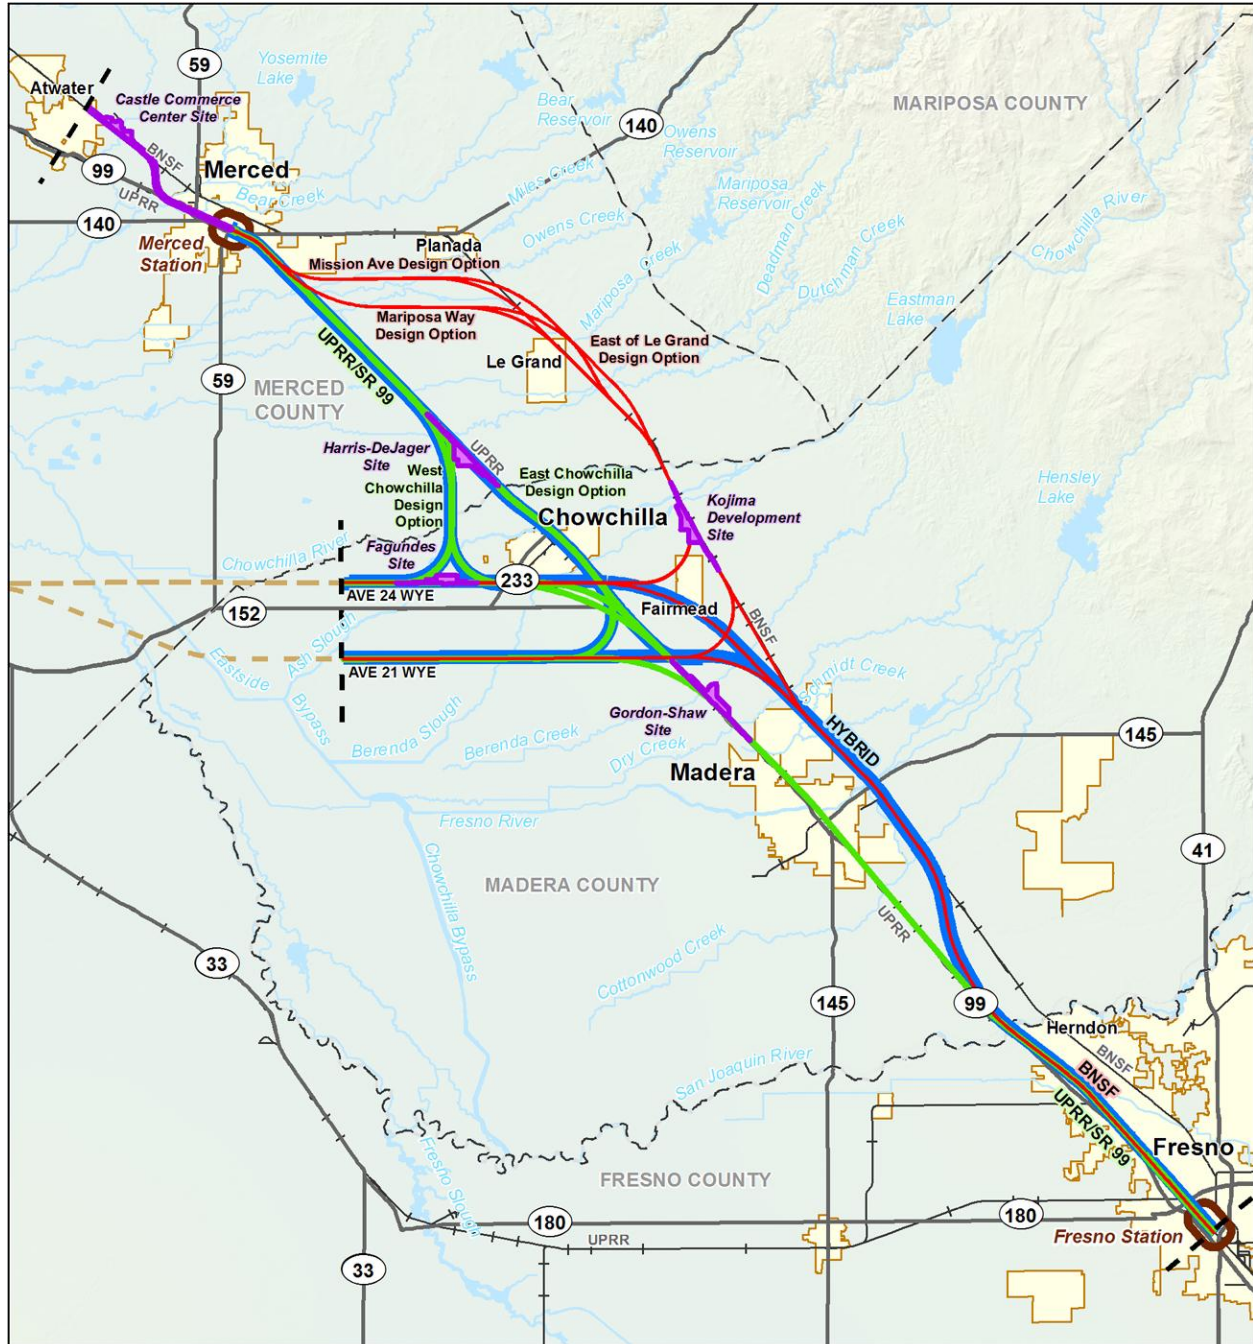 59
Yosemite
Lake
Atwater
Castle Commerce
Center Site
Bear
Reservoir
MARIPOSA COUNTY
140
Owens
Reservoir
99
BNSF
Merced
UPRR
Bear Creek
Miles Creek
Mariposa
Reservoir
Deadman Creek
Chowchilla River
140
Merced
Station
Planada
Owens Creek
Mission Ave Design Option
Mariposa Creek
Dutchman Creek
Eastman
Lake
Mariposa Way
Design Option
East of Le Grand
Design Option
UPRR/SR 99
Le Grand
59
MERCED
COUNTY
Harris-DeJager
Site
UPRR
West
Chowchilla
Design
Option
East Chowchilla
Design Option
Hensley
Lake
Chowchilla
Kojima
Development
Site
Chowchilla River
Fagundes
Site
233
AVE 24 WYE
152
Fairmead
BNSF
Ash Slough
Eastside
Bypass
AVE 21 WYE
Schmidt Creek
Gordon-Shaw
Site
Berenda Slough
Berenda Creek
Dry Creek
HYBRID
145
Madera
Fresno River
41
Chowchilla Bypass
MADERA COUNTY
UPRR
33
Cottonwood Creek
145
99
Herndon
BNSF
San Joaquin River
BNSF
UPRR/SR 99
Fresno
Fresno Slough
FRESNO COUNTY
180
180
UPRR
Fresno Station
33